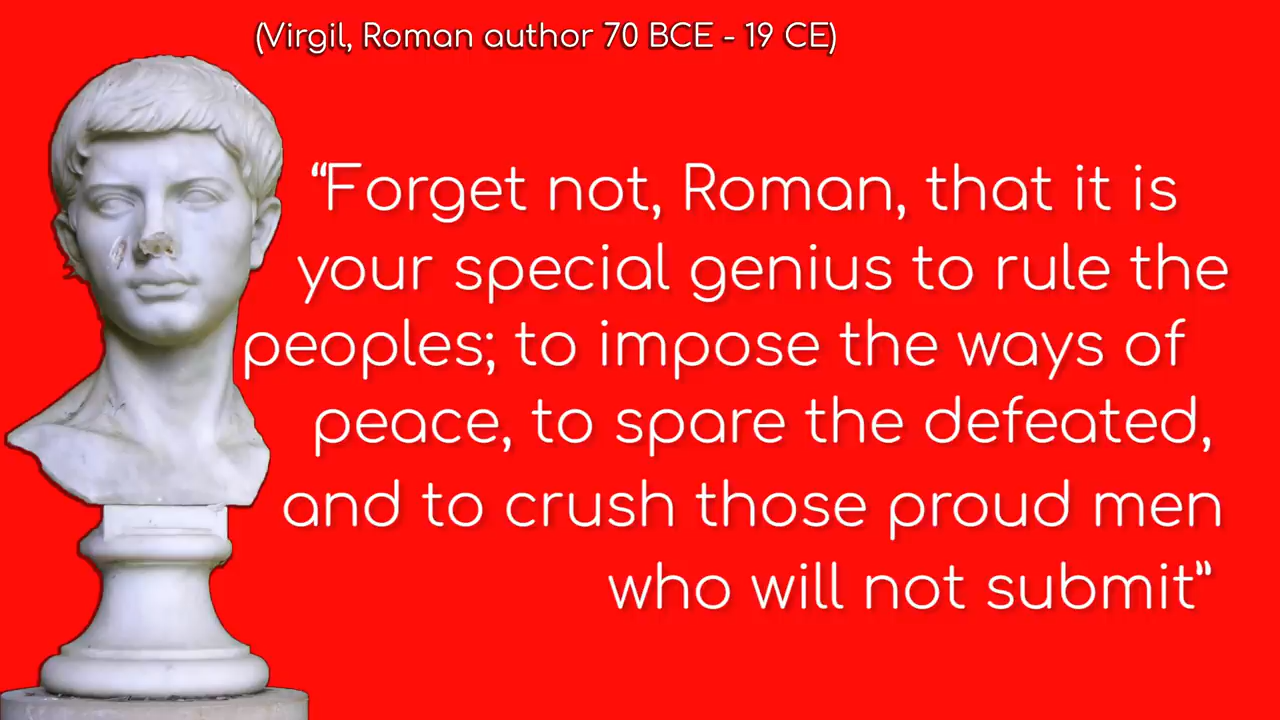 (Virgil, Roman author 70 BCE - 19 CE)
“Forget not, Roman, that it is
your special genius to rule the
peoples; to impose the ways of
peace, to spare the defeated,
and to crush those proud men
who will not submit”